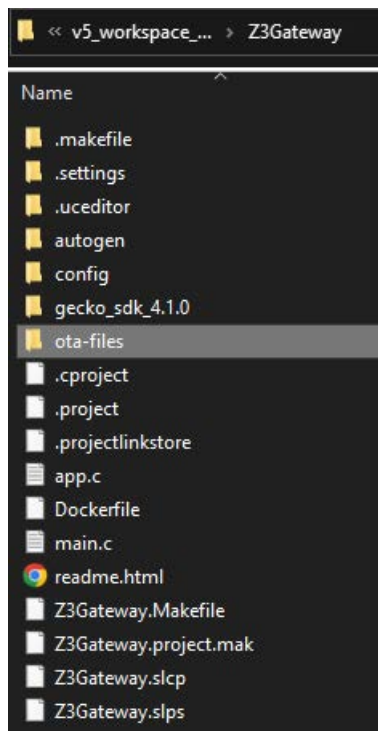 « v5_workspace_... > Z3Gateway
Name
.makefile
.settings
.uceditor
autogen
config
gecko_sdk_4.1.0
ota-files
.cproject
.project
.projectlinkstore
app.c
Dockerfile
main.c
readme.html
Z3Gateway.Makefile
Z3Gateway.project.mak
Z3Gateway.slcp
Z3Gateway.slps